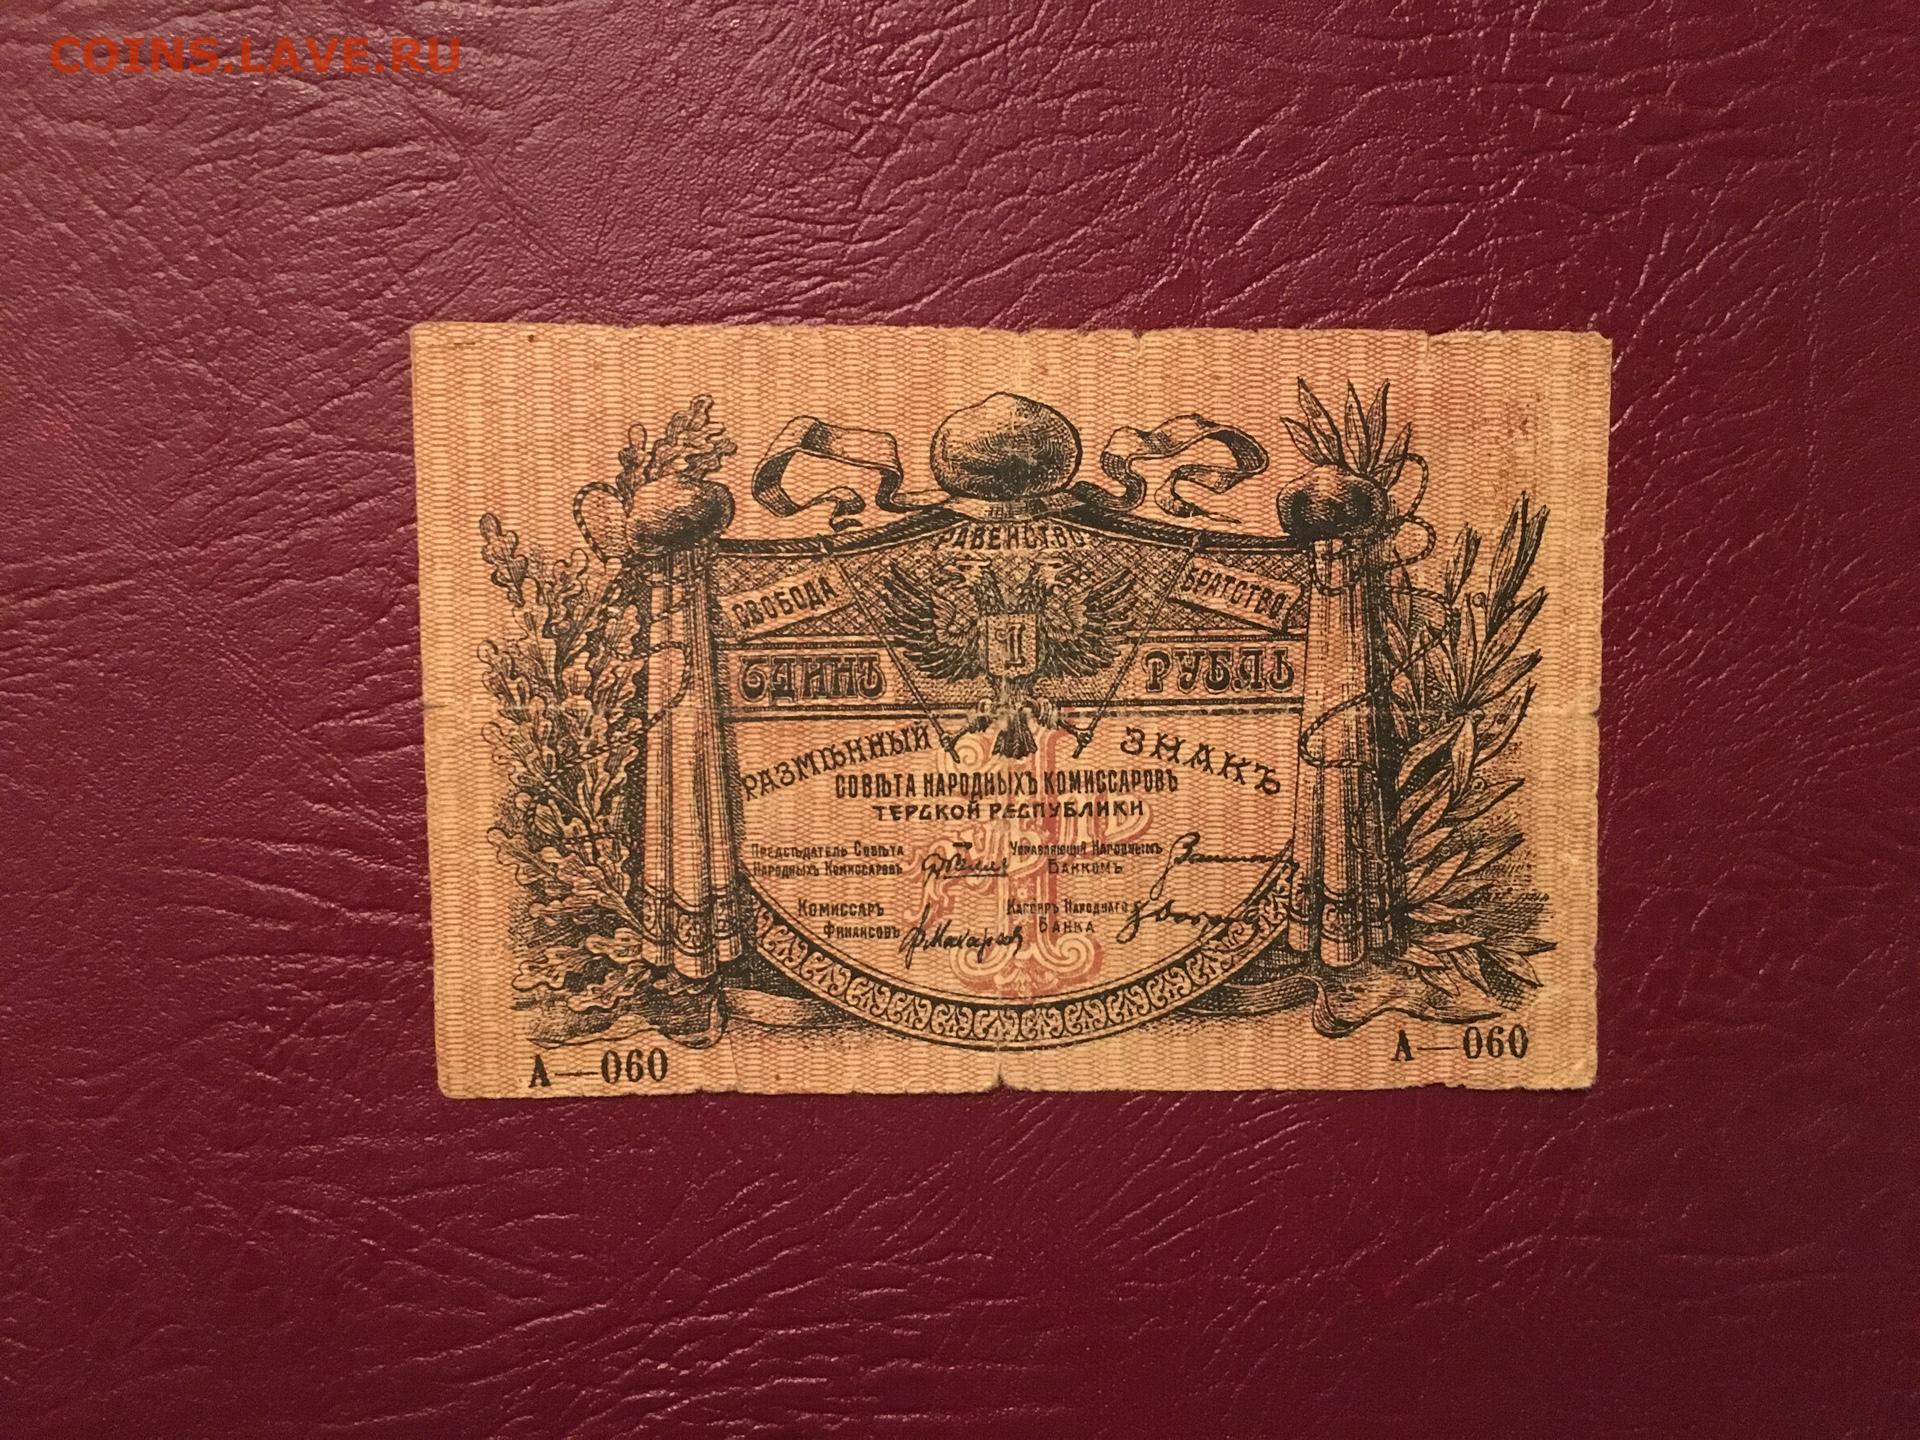 COINS.LAVE.RU
РАВЕНСТВО
СВОБОДА
БРАТСТВО
ОДИНЪ РУБЛЬ
1
РАЗМѢННЫЙ ЗНАКЪ
СОВѢТА НАРОДНЫХЪ КОМИССАРОВЪ
ТЕРСКОЙ РЕСПУБЛИКИ
ПРЕДСѢДАТЕЛЬ СОВѢТА
НАРОДНЫХЪ КОМИССАРОВЪ
УПРАВЛЯЮЩІЙ НАРОДНЫМЪ
БАНКОМЪ
КОМИССАРЪ
ФИНАНСОВЪ
КАССИРЪ НАРОДНАГО
БАНКА
А—060
А—060